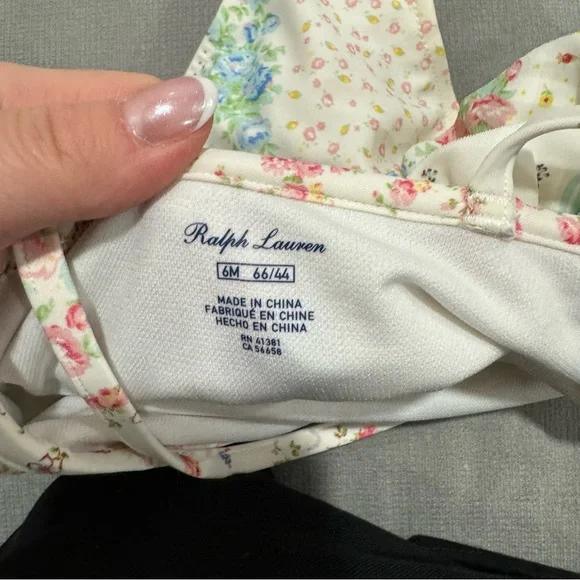 Ralph Lauren
6M 66/44
MADE IN CHINA
FABRIQUÉ EN CHINE
HECHO EN CHINA
RN 41381
CA 56658